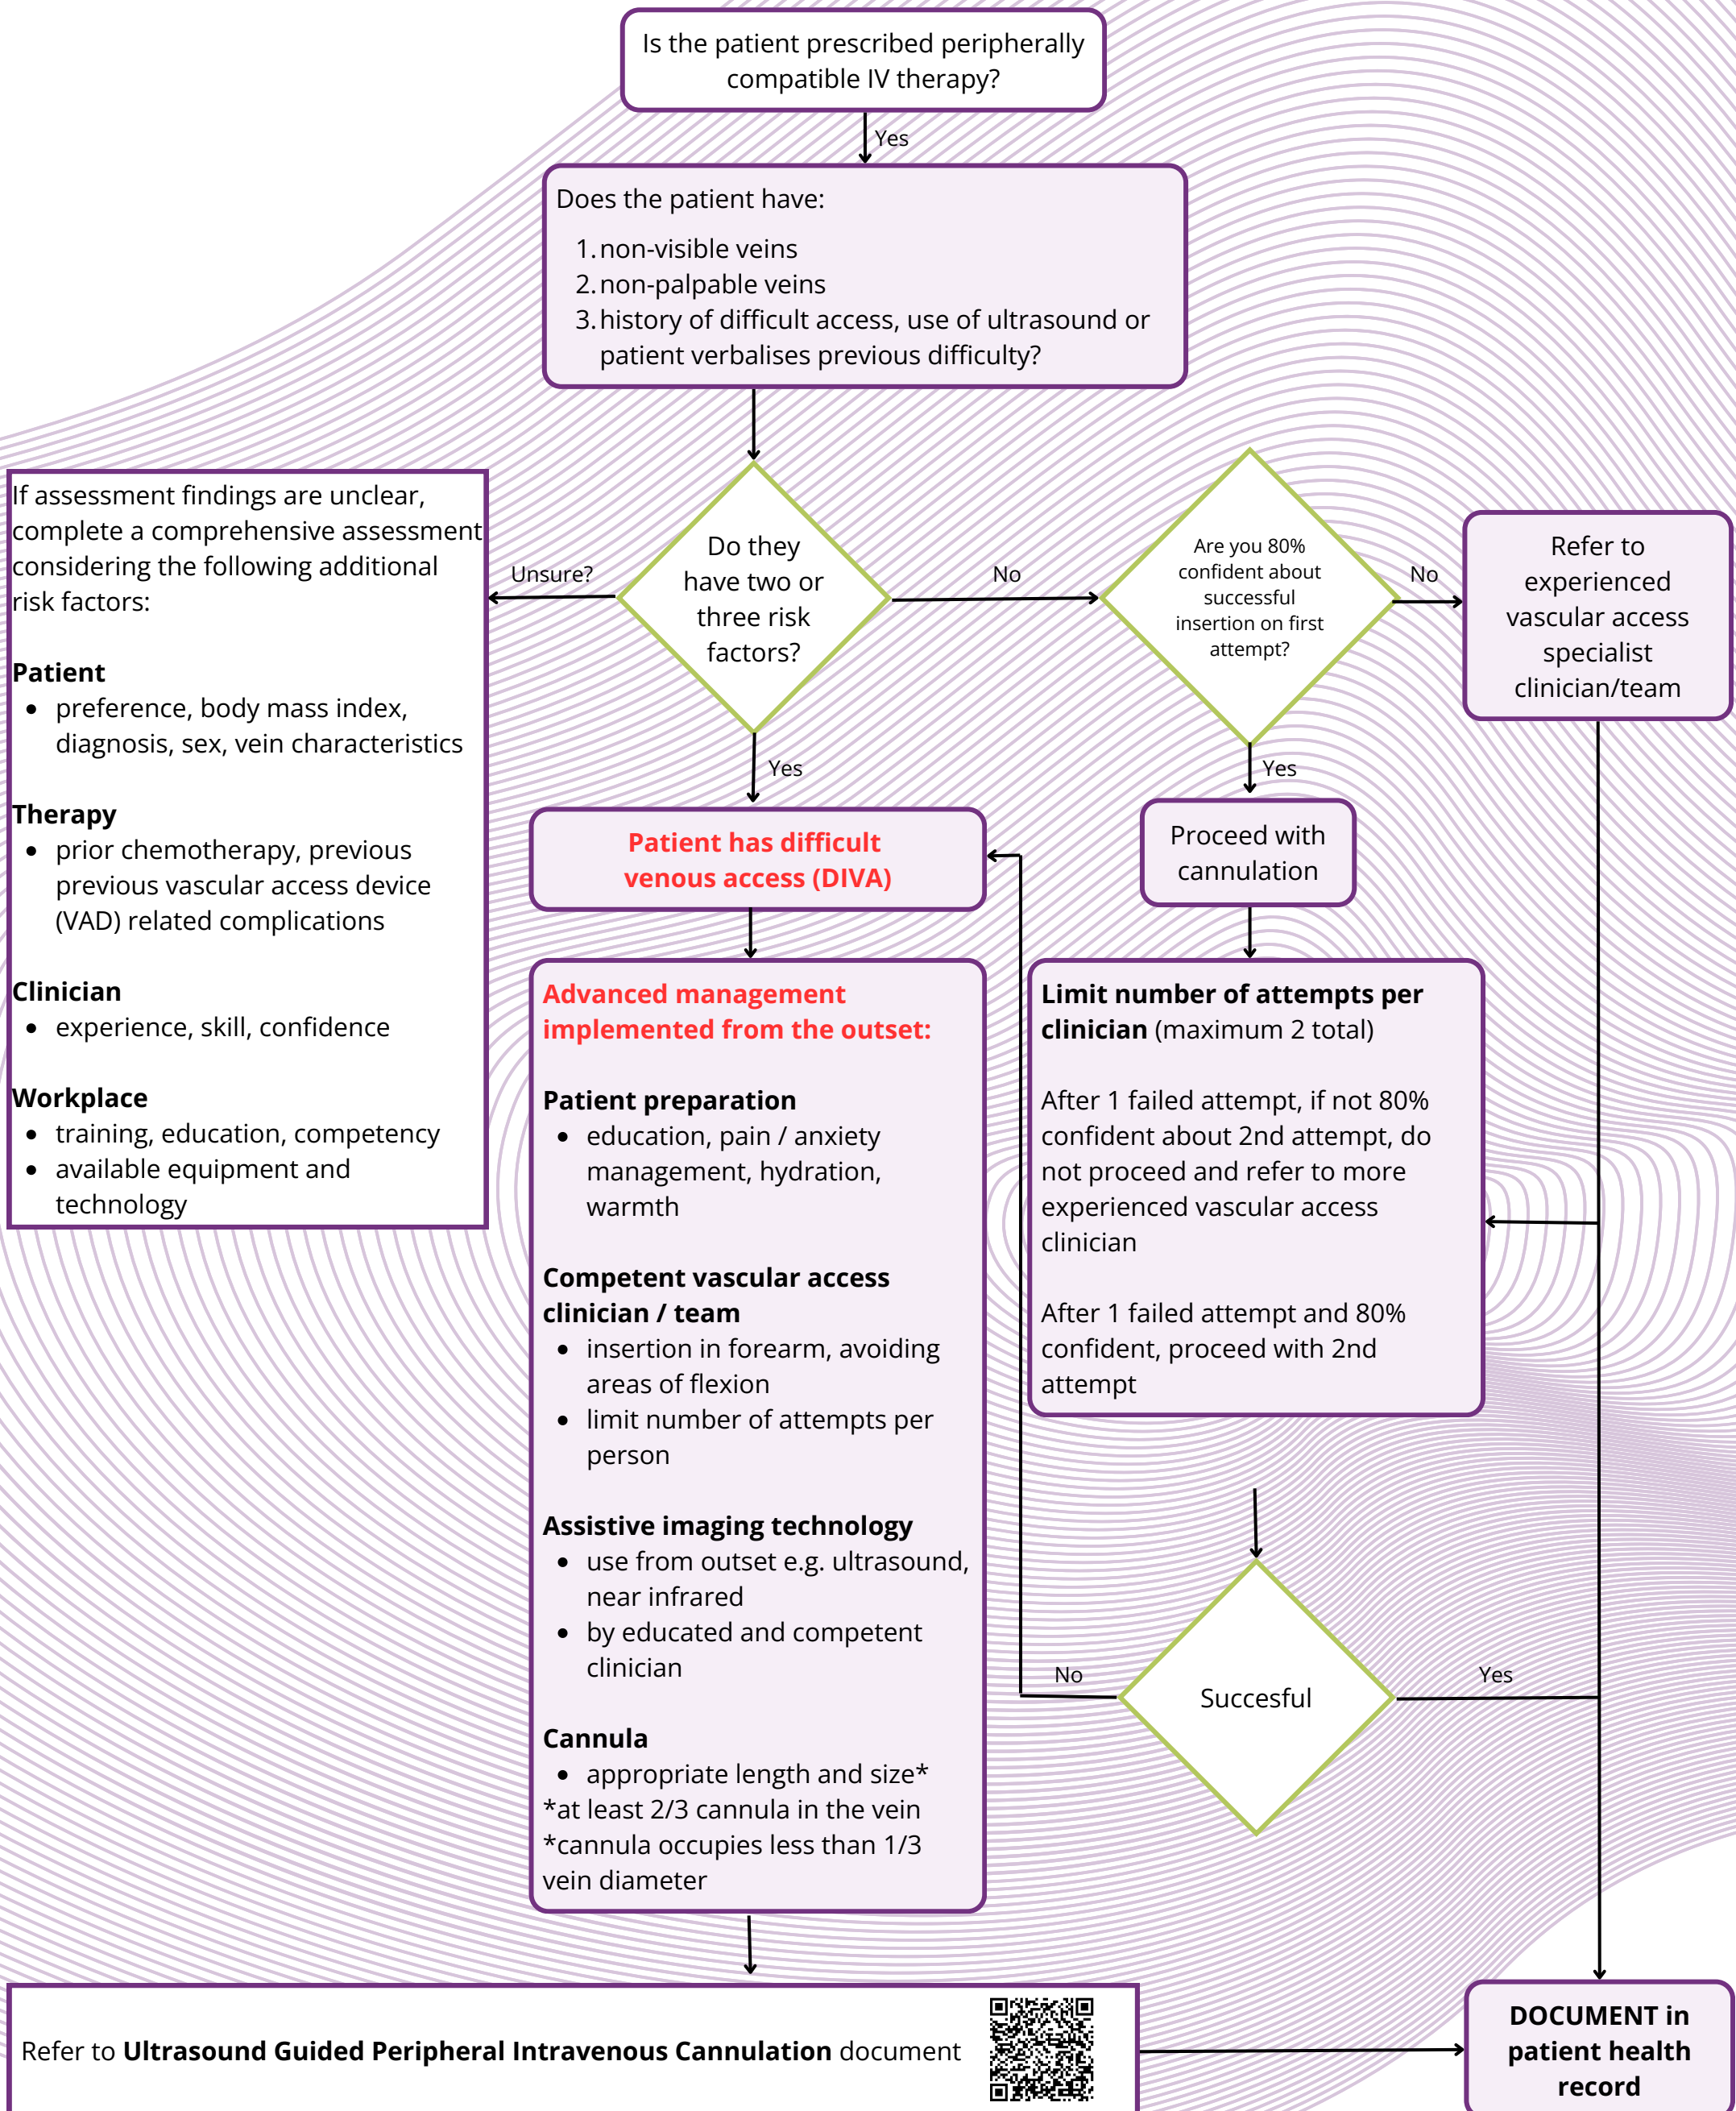 Is the patient prescribed peripherally
compatible IV therapy?
Yes
Does the patient have:
1. non-visible veins
2. non-palpable veins
3. history of difficult access, use of ultrasound or
patient verbalises previous difficulty?
If assessment findings are unclear,
complete a comprehensive assessment
considering the following additional
risk factors:
Patient
• preference, body mass index,
diagnosis, sex, vein characteristics
Therapy
• prior chemotherapy, previous
previous vascular access device
(VAD) related complications
Clinician
• experience, skill, confidence
Workplace
• training, education, competency
• available equipment and
technology
Unsure?
Do they
have two or
three risk
factors?
No
Are you 80%
confident about
successful
insertion on first
attempt?
No
Refer to
experienced
vascular access
specialist
clinician/team
Yes
Yes
Patient has difficult
venous access (DIVA)
Proceed with
cannulation
Advanced management
implemented from the outset:
Patient preparation
• education, pain / anxiety
management, hydration,
warmth
Competent vascular access
clinician / team
• insertion in forearm, avoiding
areas of flexion
• limit number of attempts per
person
Assistive imaging technology
• use from outset e.g. ultrasound,
near infrared
• by educated and competent
clinician
Cannula
• appropriate length and size*
*at least 2/3 cannula in the vein
*cannula occupies less than 1/3
vein diameter
Limit number of attempts per
clinician (maximum 2 total)
After 1 failed attempt, if not 80%
confident about 2nd attempt, do
not proceed and refer to more
experienced vascular access
clinician
After 1 failed attempt and 80%
confident, proceed with 2nd
attempt
No
Succesful
Yes
Refer to Ultrasound Guided Peripheral Intravenous Cannulation document
DOCUMENT in
patient health
record